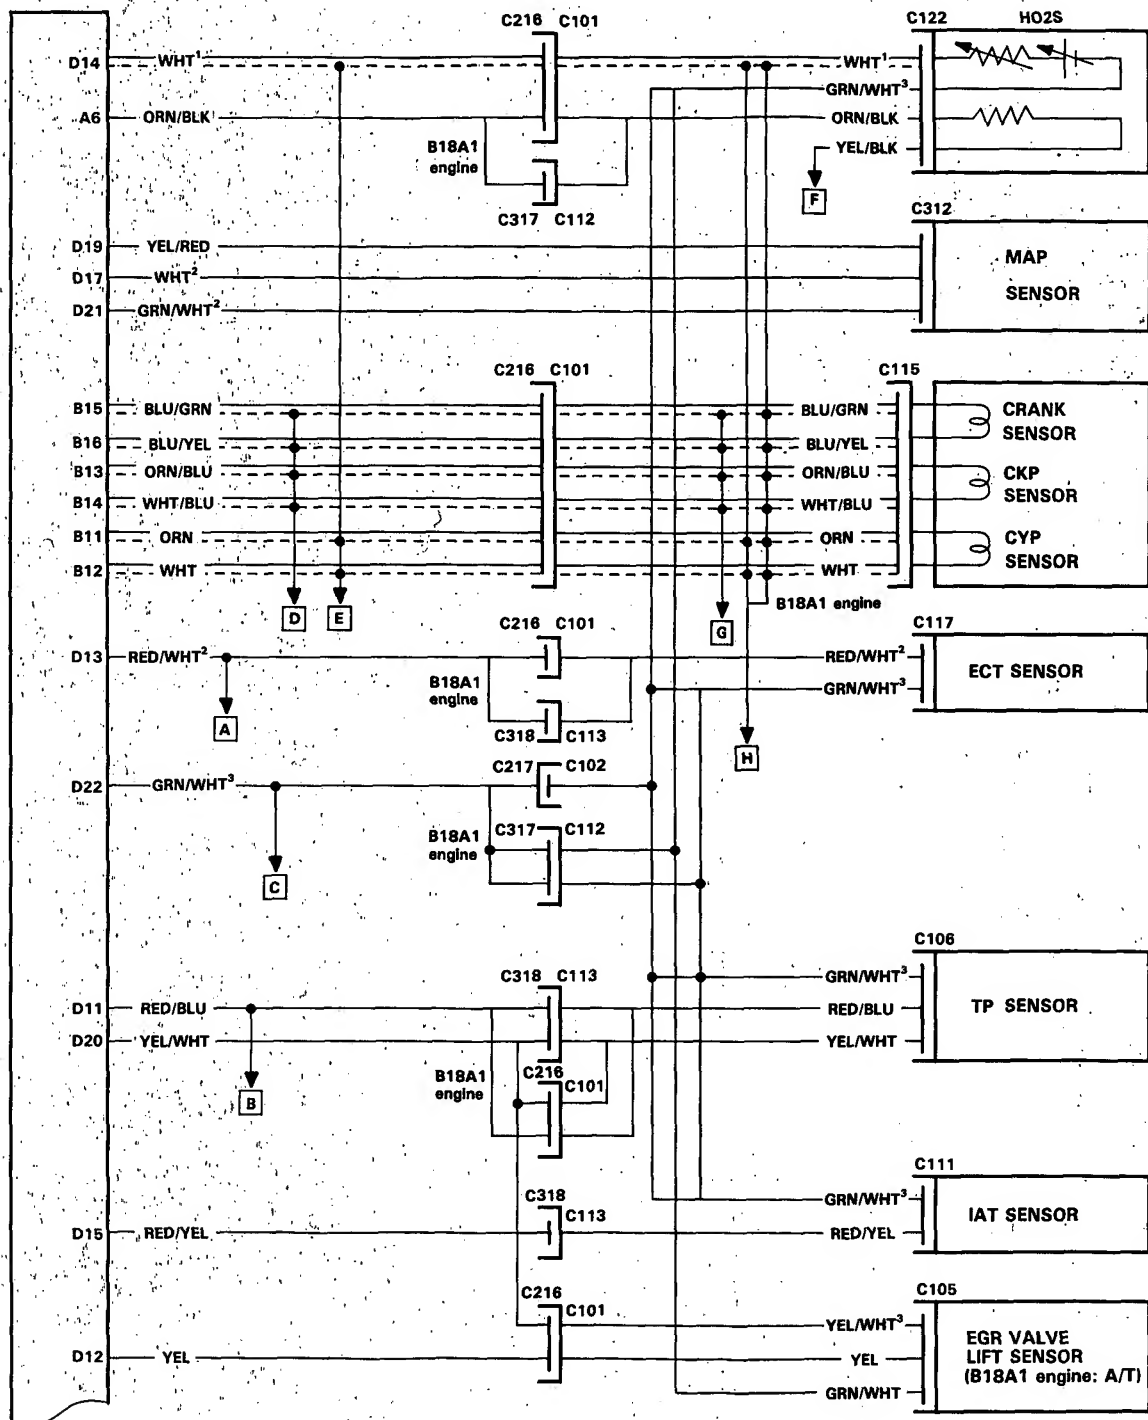 C216 C101 C122 HO2S
D14 WHT¹ WHT¹
GRN/WHT³
A6 ORN/BLK ORN/BLK
B18A1
engine
YEL/BLK
F
C317 C112 C312
D19 YEL/RED
D17 WHT²
D21 GRN/WHT²
MAP
SENSOR
C216 C101 C115
B15 BLU/GRN BLU/GRN
B16 BLU/YEL BLU/YEL
B13 ORN/BLU ORN/BLU
B14 WHT/BLU WHT/BLU
B11 ORN ORN
B12 WHT WHT
CRANK
SENSOR
CKP
SENSOR
CYP
SENSOR
D E G
B18A1 engine
C216 C101 C117
D13 RED/WHT² RED/WHT²
GRN/WHT³
ECT SENSOR
B18A1
engine
A
C318 C113
H
C217 C102
D22 GRN/WHT³
C317 C112
B18A1
engine
C
C106
C318 C113
GRN/WHT³
D11 RED/BLU RED/BLU
TP SENSOR
D20 YEL/WHT YEL/WHT
B18A1
engine
C216
C101
B
C111
C318
C113
GRN/WHT³
IAT SENSOR
D15 RED/YEL RED/YEL
C216
C101
C105
YEL/WHT³
D12 YEL YEL
GRN/WHT
EGR VALVE
LIFT SENSOR
(B18A1 engine: A/T)